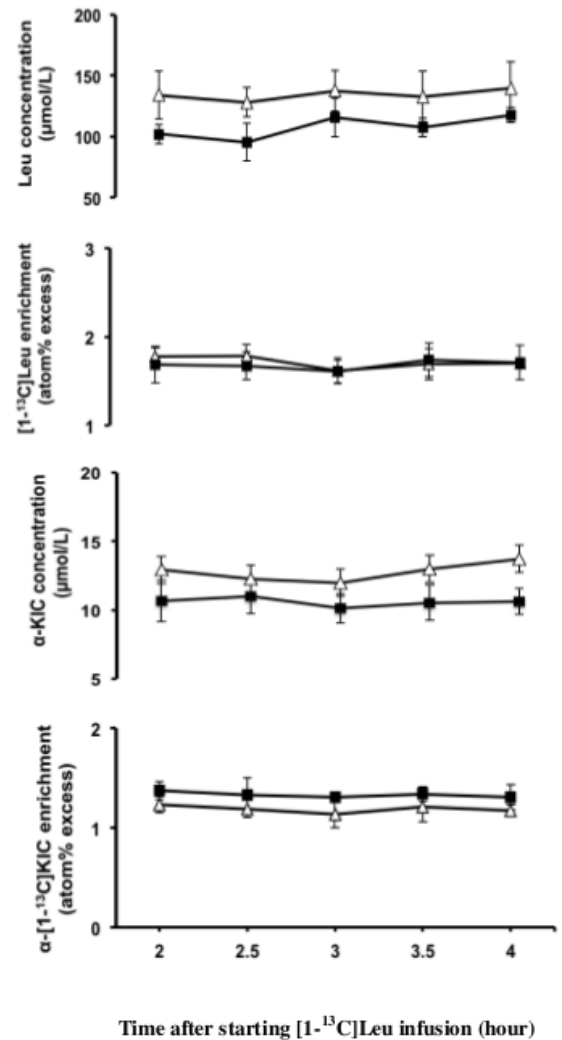 Leu concentration
(µmol/L)
200
150
100
50
[1-¹³C]Leu enrichment
(atom% excess)
3
2
1
α-KIC concentration
(µmol/L)
20
15
10
5
α-[1-¹³C]KIC enrichment
(atom% excess)
2
1
0
2 2.5 3 3.5 4
Time after starting [1-¹³C]Leu infusion (hour)